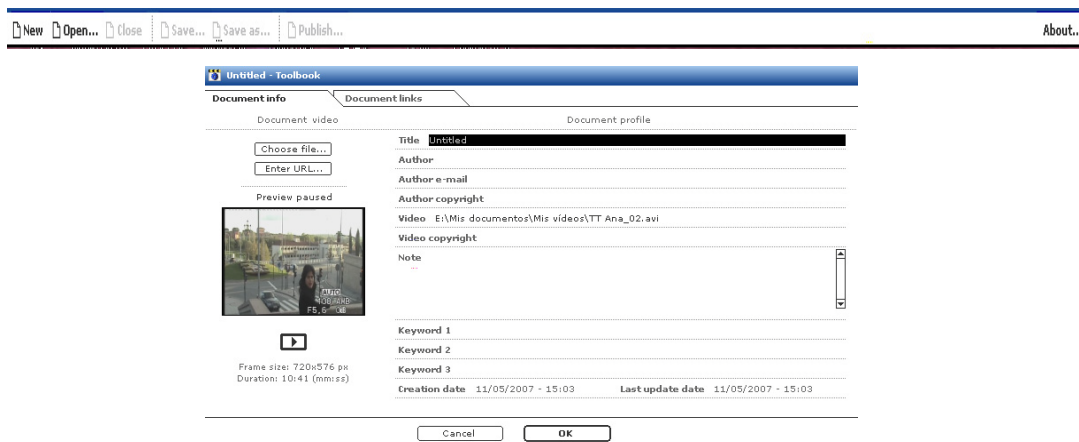 New Open... Close Save... Save as... Publish... About..
Untitled - Toolbook
Document info Document links
Document video Document profile
Choose file...
Enter URL...
Preview paused
AUTO
F5.6
Frame size: 720x576 px
Duration: 10:41 (mm:ss)
Title Untitled
Author
Author e-mail
Author copyright
Video E:\Mis documentos\Mis vídeos\TT Ana_02.avi
Video copyright
Note
...
Keyword 1
Keyword 2
Keyword 3
Creation date 11/05/2007 - 15:03 Last update date 11/05/2007 - 15:03
Cancel OK